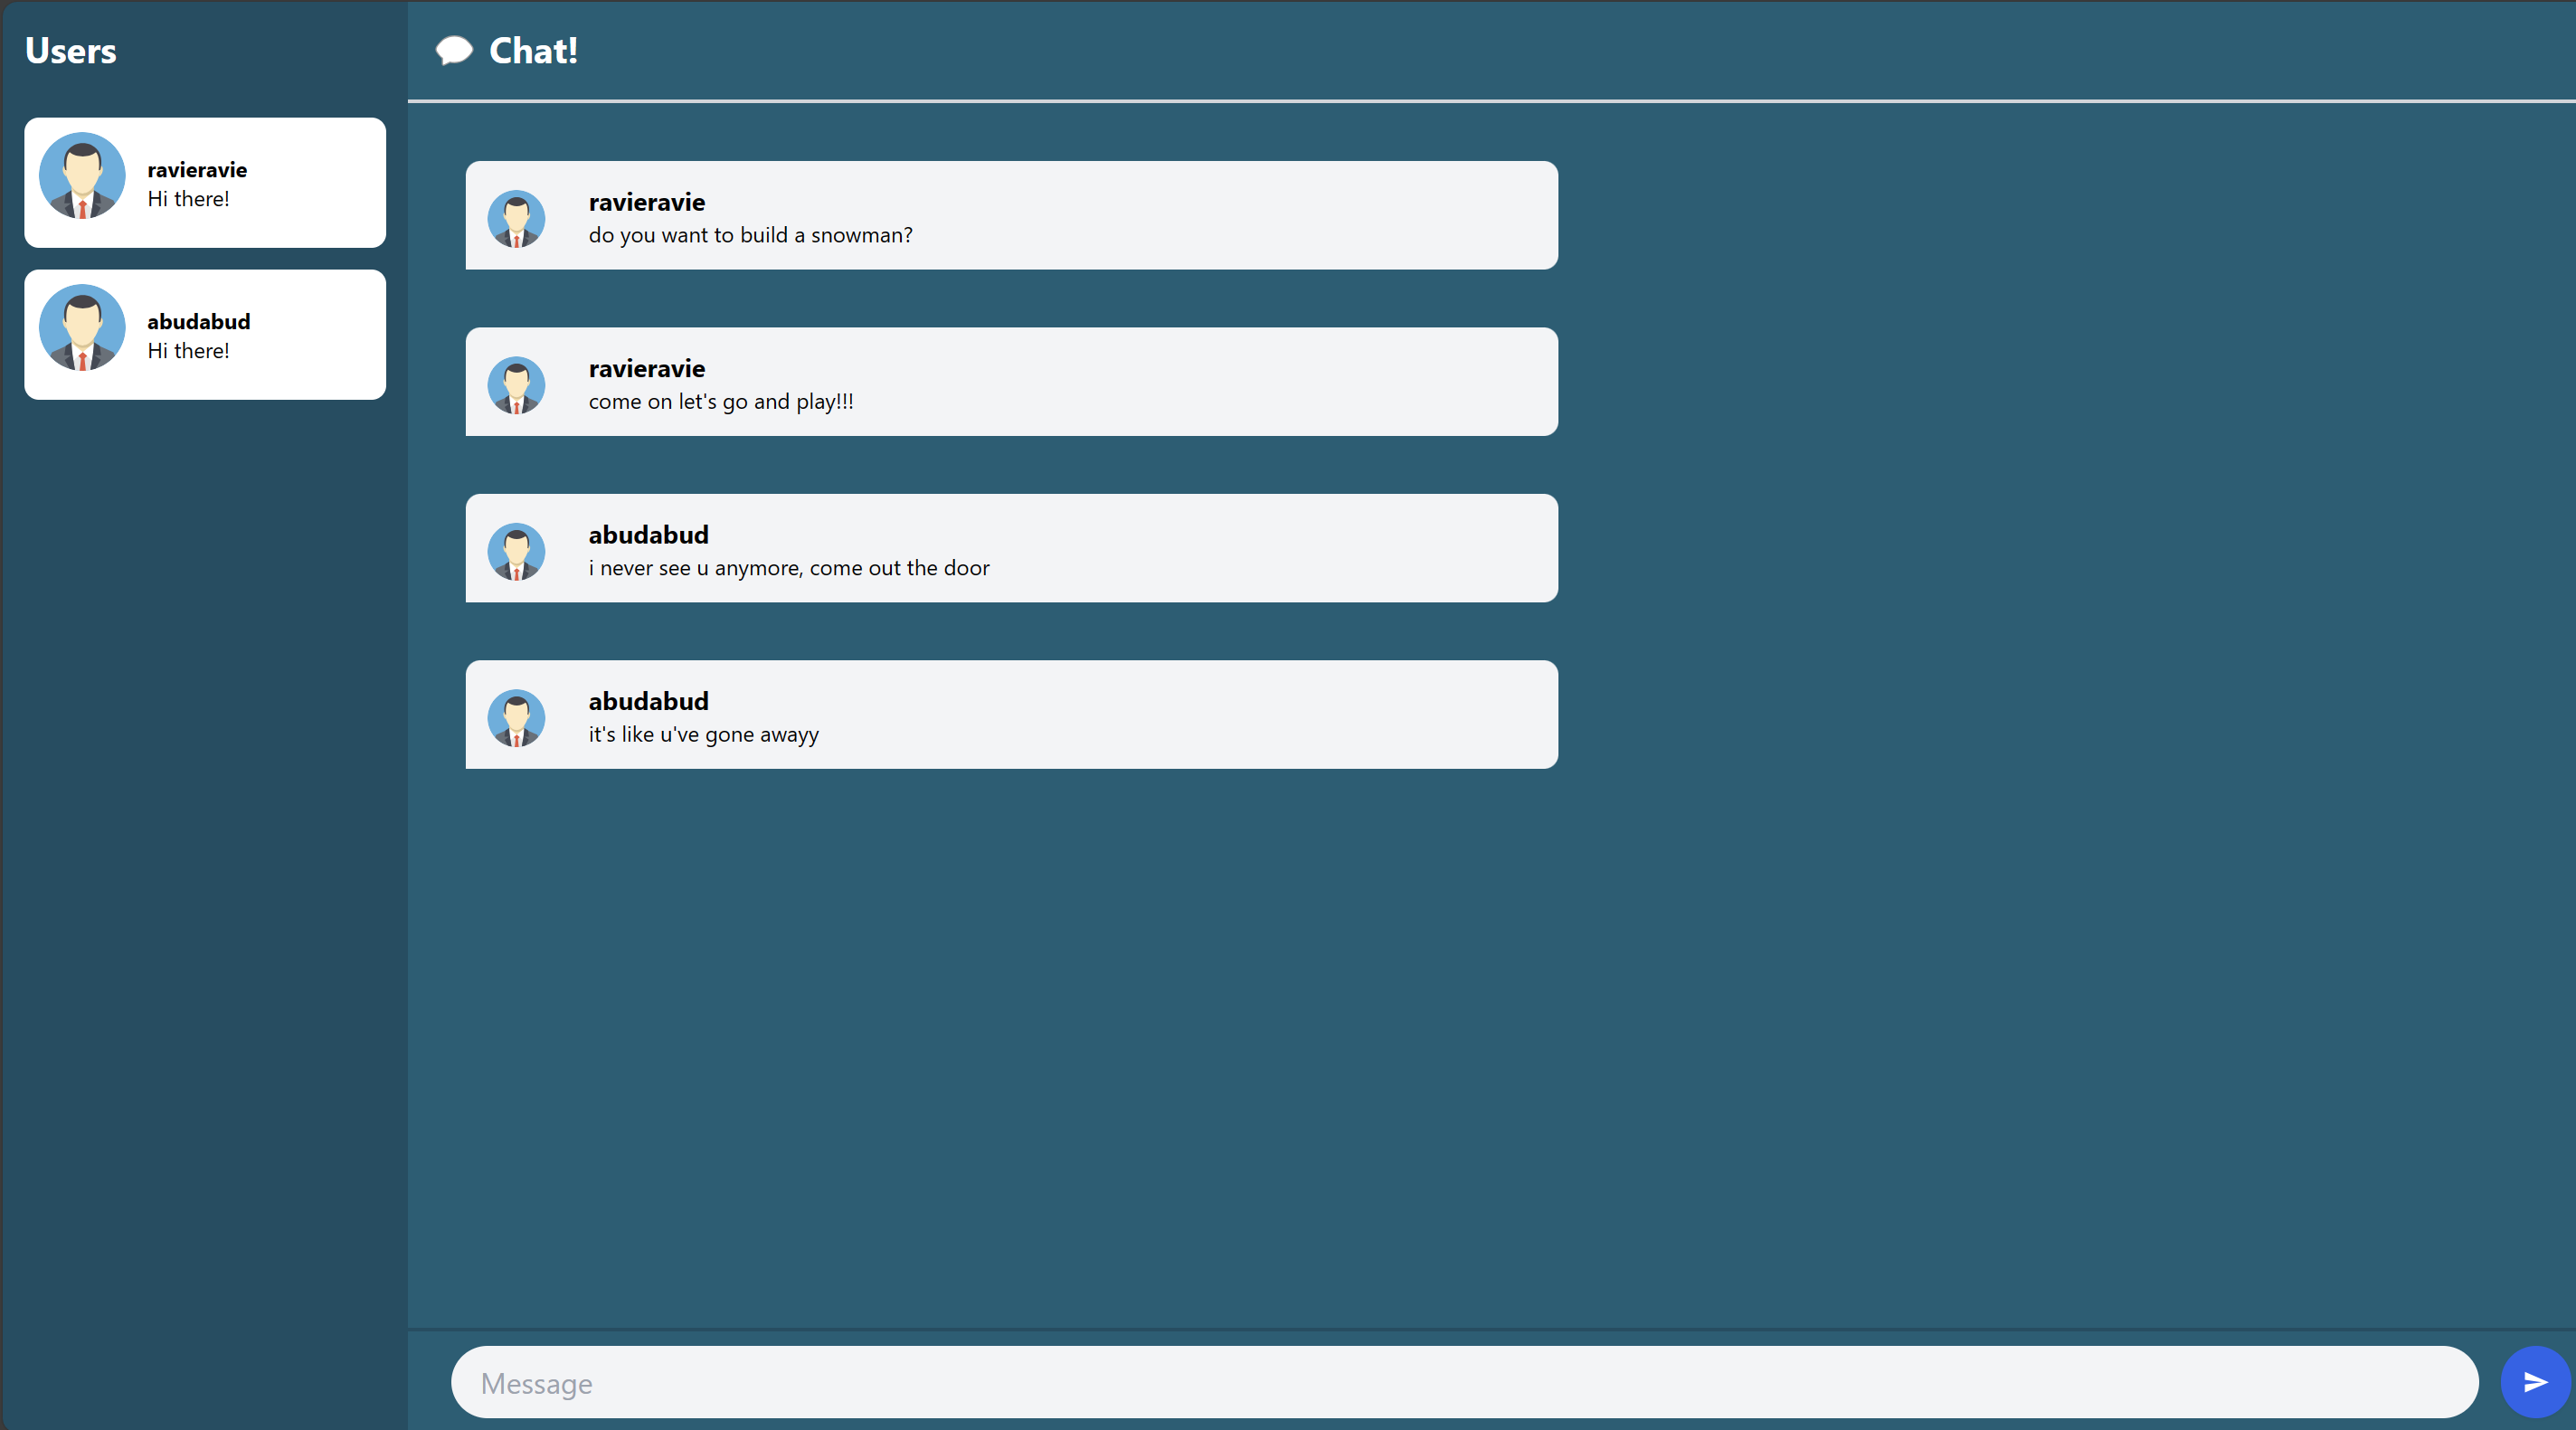 Users
ravieravie
Hi there!
abudabud
Hi there!
Chat!
ravieravie
do you want to build a snowman?
ravieravie
come on let's go and play!!!
abudabud
i never see u anymore, come out the door
abudabud
it's like u've gone awayy
Message